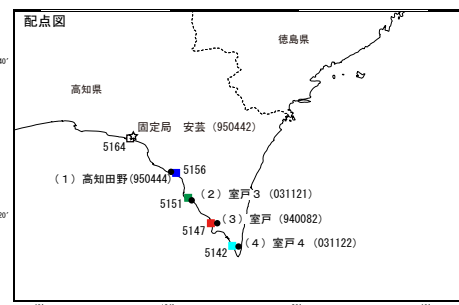 配点図
徳島県
40'
高知県
固定局 安芸 (950442)
5164
5156
(1) 高知田野(950444)
5151
(2) 室戸3 (031121)
5147
(3) 室戸 (940082)
20'
5142
(4) 室戸4 (031122)